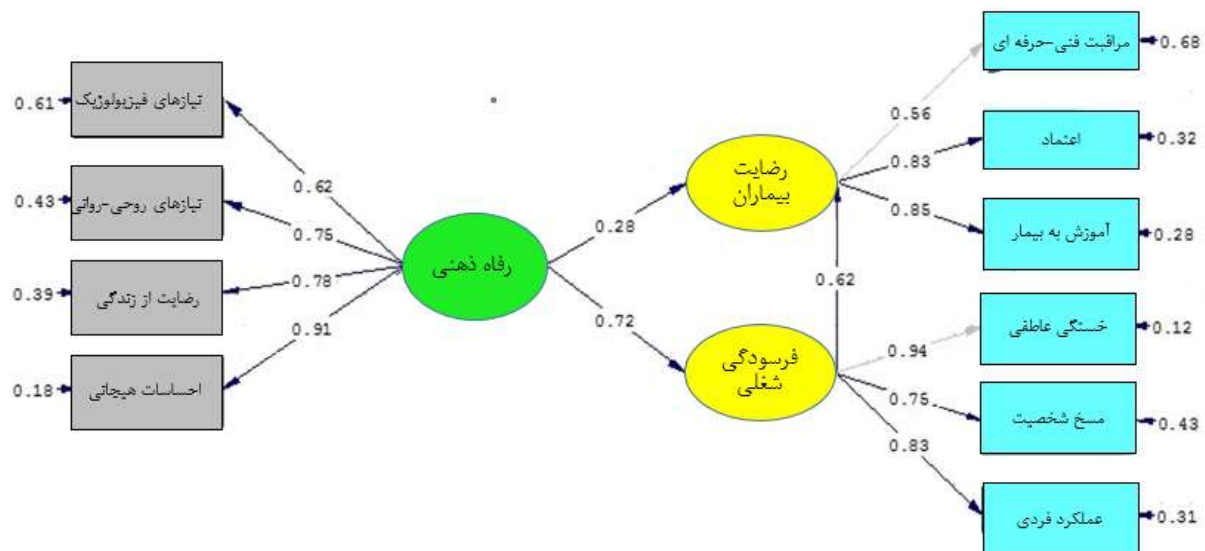 مراقبت فنی-حرفه ای
0.68
0.61
نیازهای فیزیولوژیک
0.56
اعتماد
0.32
رضایت
بیماران
0.83
0.62
0.43
نیازهای روحی-روانی
0.85
آموزش به بیمار
0.28
0.75
0.28
رفاه ذهنی
0.78
0.39
رضایت از زندگی
0.62
0.91
0.72
خستگی عاطفی
0.12
0.94
فرسودگی
شغلی
0.18
احساسات هیجانی
0.75
مسخ شخصیت
0.43
0.83
عملکرد فردی
0.31